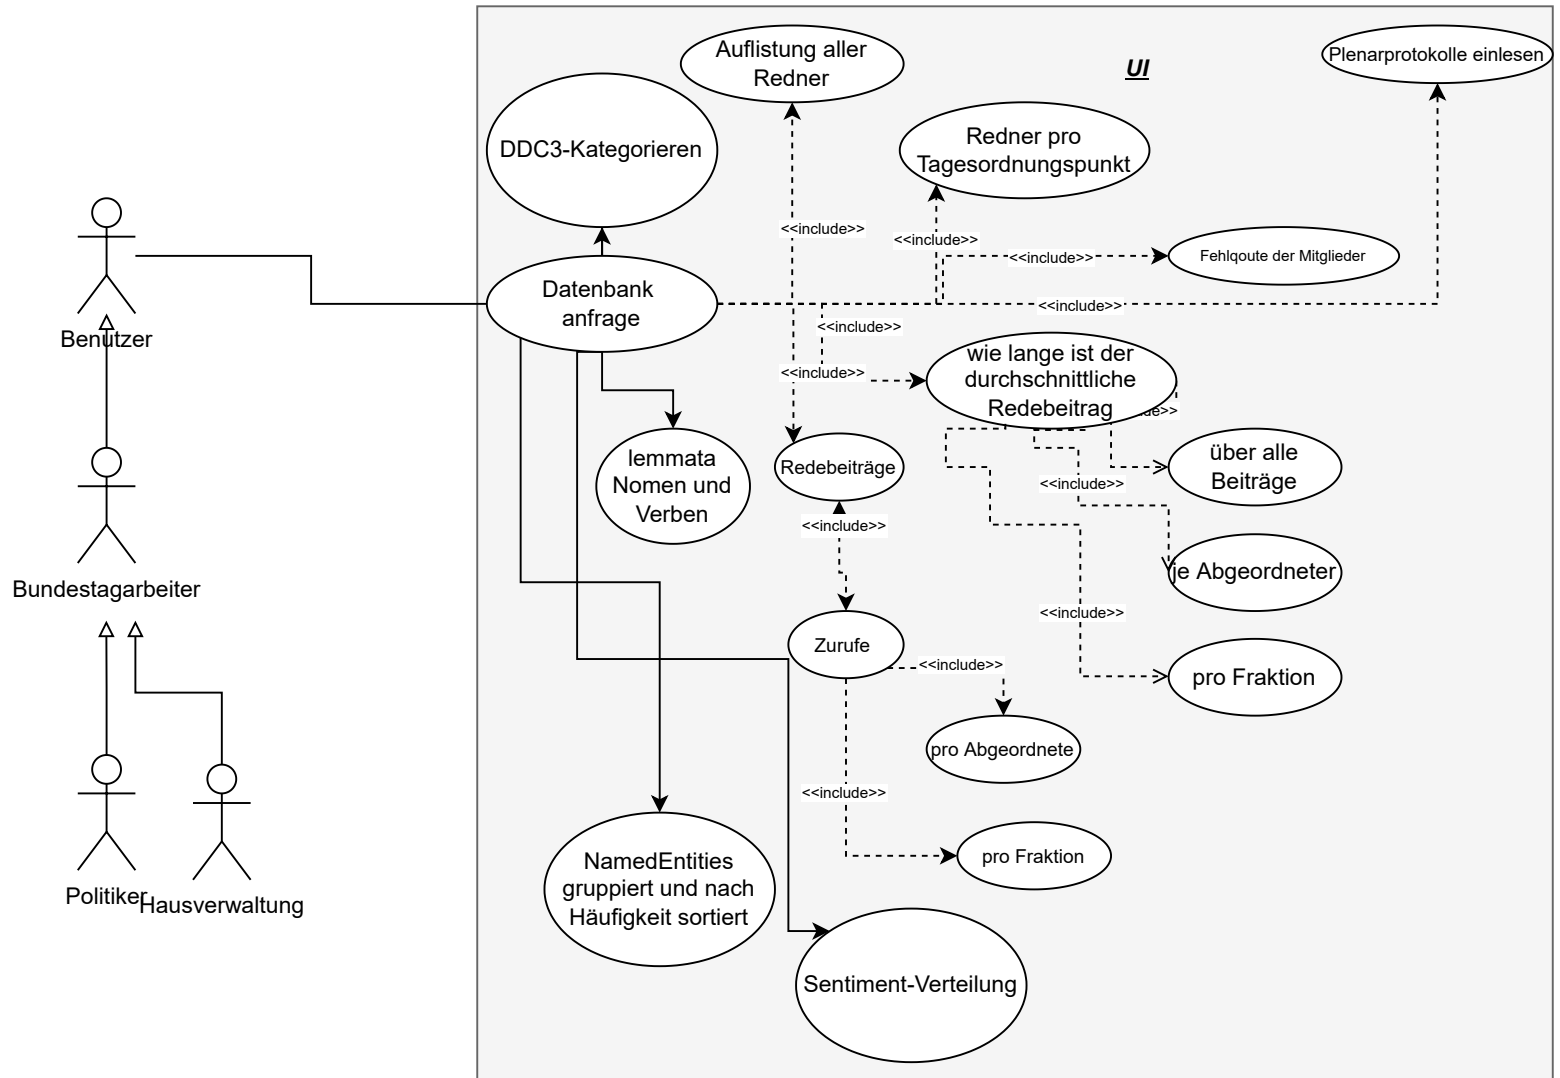 Auflistung aller
Redner
UI
Plenarprotokolle einlesen
DDC3-Kategorieren
Redner pro
Tagesordnungspunkt
<<include>>
<<include>>
<<include>>
Fehlqoute der Mitglieder
Datenbank
anfrage
<<include>>
<<include>>
Benutzer
wie lange ist der
durchschnittliche
Redebeitrag
<<include>>
de>>
lemmata
Nomen und
Verben
Redebeiträge
über alle
Beiträge
<<include>>
<<include>>
Bundestagarbeiter
je Abgeordneter
<<include>>
Zurufe
<<include>>
pro Fraktion
pro Abgeordnete
<<include>>
NamedEntities
gruppiert und nach
Häufigkeit sortiert
pro Fraktion
Politiker
Hausverwaltung
Sentiment-Verteilung